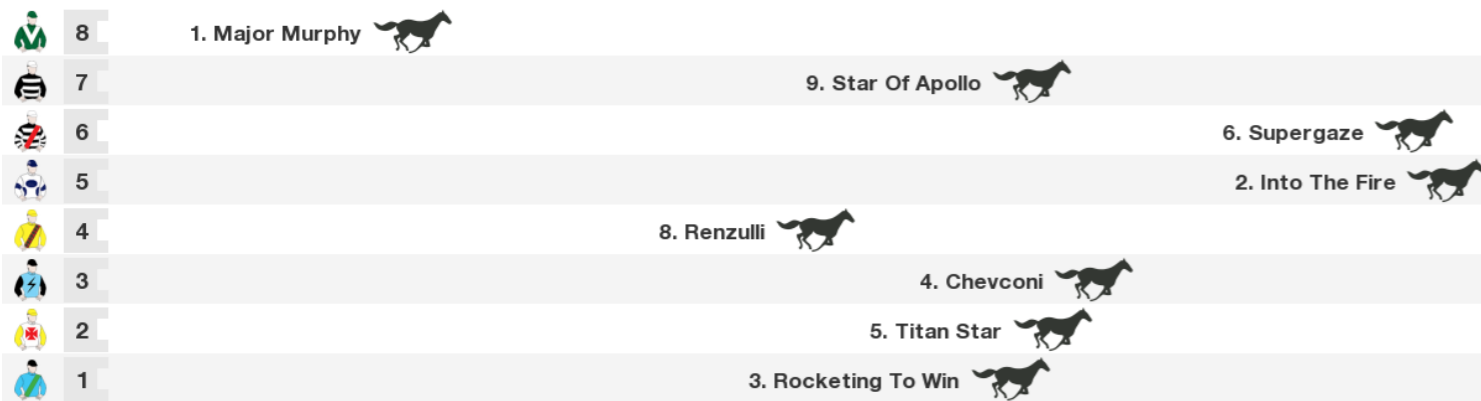 8 1. Major Murphy
7 9. Star Of Apollo
6 6. Supergaze
5 2. Into The Fire
4 8. Renzulli
3 4. Chevconi
2 5. Titan Star
1 3. Rocketing To Win